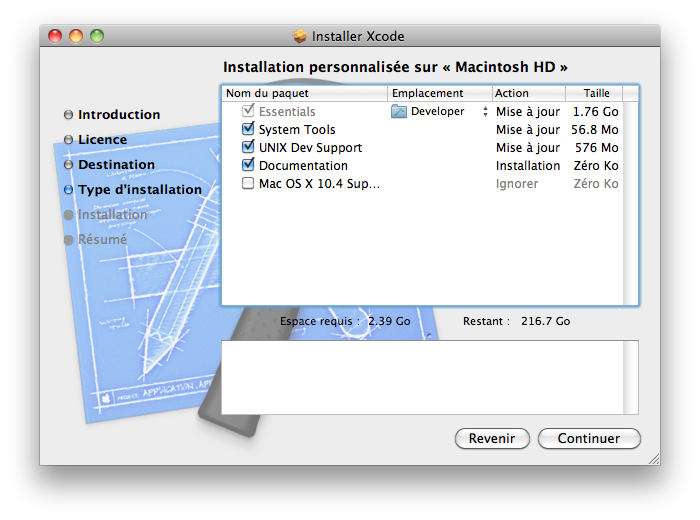 Installer Xcode
Installation personnalisée sur « Macintosh HD »
Introduction
Licence
Destination
Type d'installation
Installation
Résumé
Nom du paquet Emplacement Action Taille
Essentials Developer Mise à jour 1.76 Go
System Tools Mise à jour 56.8 Mo
UNIX Dev Support Mise à jour 576 Mo
Documentation Installation Zéro Ko
Mac OS X 10.4 Sup... Ignorer Zéro Ko
Espace requis : 2.39 Go Restant : 216.7 Go
PROJECT APPLICATION, APP
Revenir Continuer